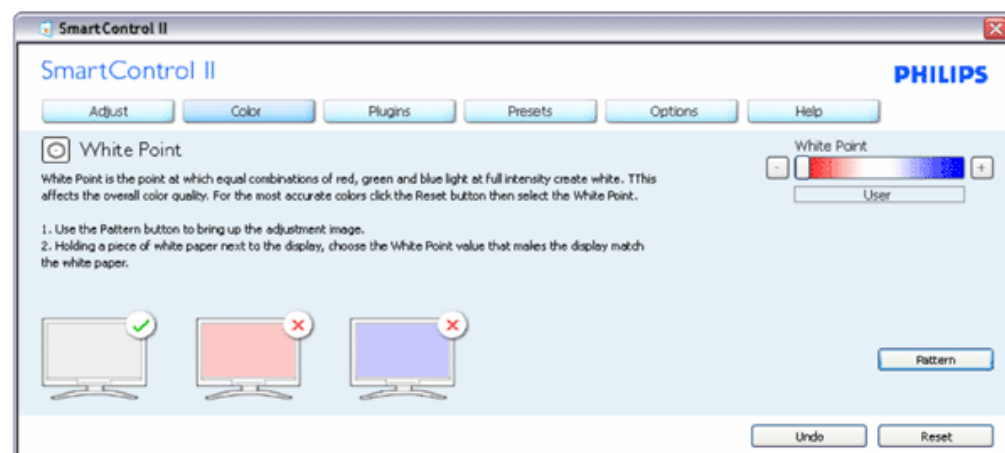 SmartControl II
SmartControl II
PHILIPS
Adjust Color Plugins Presets Options Help
White Point
White Point is the point at which equal combinations of red, green and blue light at full intensity create white. TThis
affects the overall color quality. For the most accurate colors click the Reset button then select the White Point.
1. Use the Pattern button to bring up the adjustment image.
2. Holding a piece of white paper next to the display, choose the White Point value that makes the display match
the white paper.
White Point
- +
User
Pattern
Undo Reset